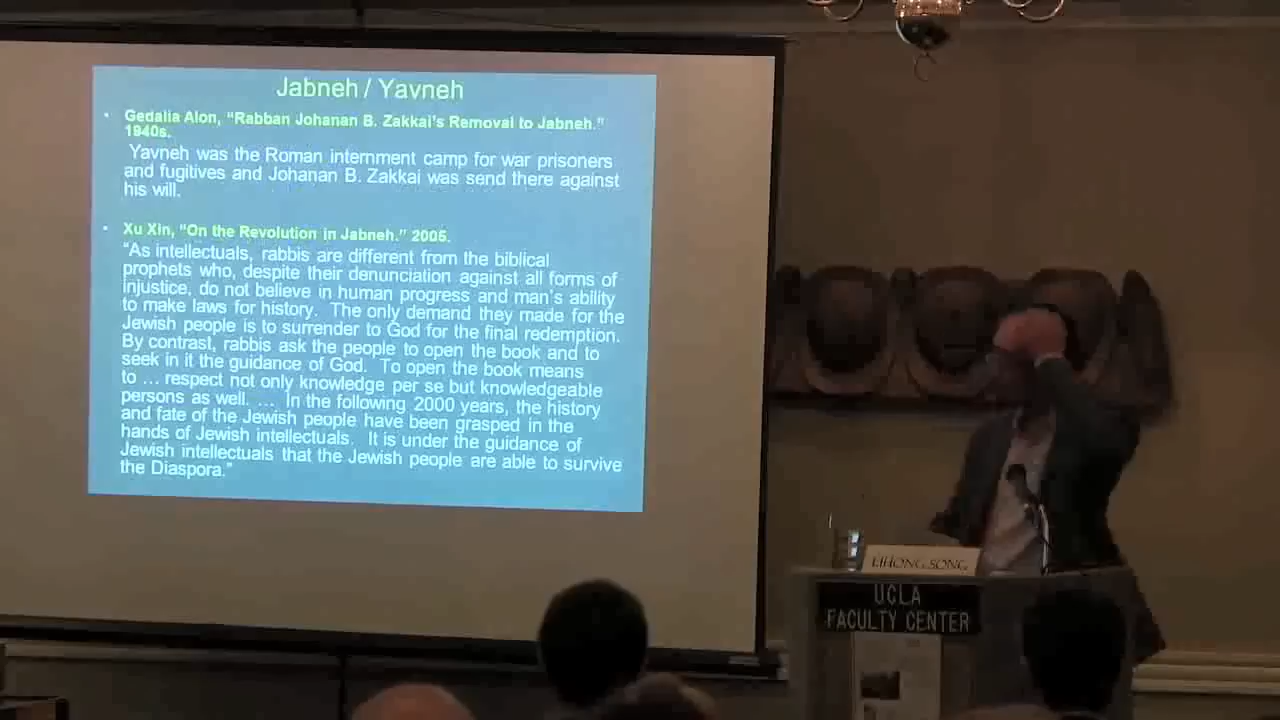 Jabneh / Yavneh
• Gedalia Alon, “Rabban Johanan B. Zakkai’s Removal to Jabneh.”
1940s.
Yavneh was the Roman internment camp for war prisoners
and fugitives and Johanan B. Zakkai was send there against
his will.
• Xu Xin, “On the Revolution in Jabneh.” 2005.
“As intellectuals, rabbis are different from the biblical
prophets who, despite their denunciation against all forms of
injustice, do not believe in human progress and man’s ability
to make laws for history. The only demand they made for the
Jewish people is to surrender to God for the final redemption.
By contrast, rabbis ask the people to open the book and to
seek in it the guidance of God. To open the book means
to … respect not only knowledge per se but knowledgeable
persons as well. … In the following 2000 years, the history
and fate of the Jewish people have been grasped in the
hands of Jewish intellectuals. It is under the guidance of
Jewish intellectuals that the Jewish people are able to survive
the Diaspora.”
LIHONG SONG
UCLA
FACULTY CENTER